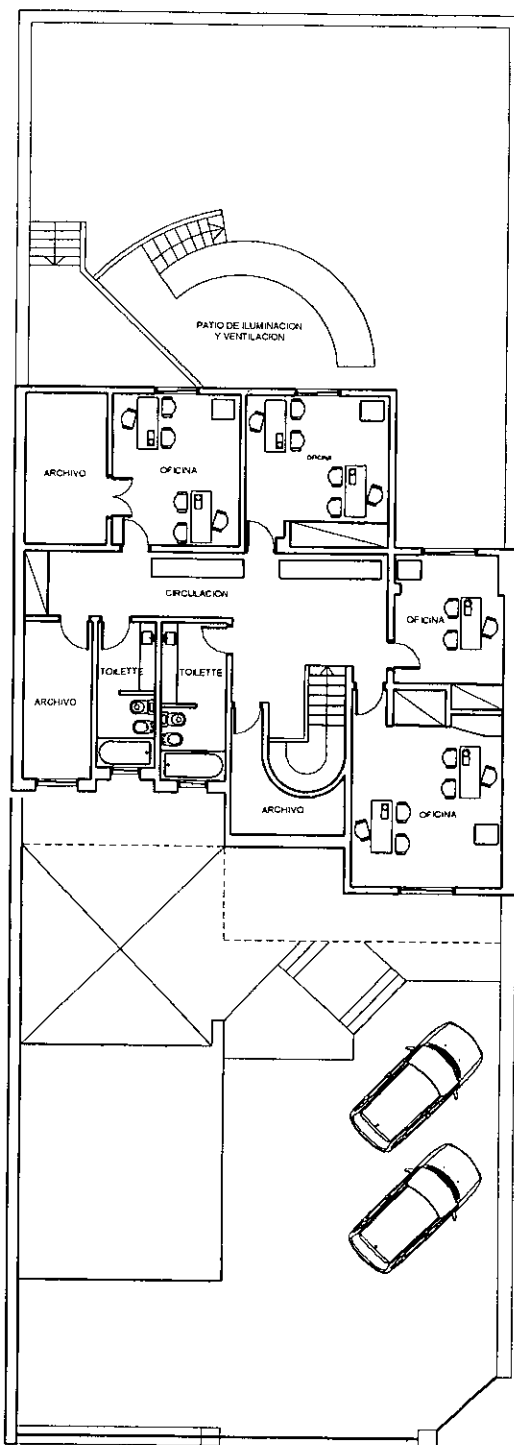 PATIO DE ILUMINACION
Y VENTILACION
ARCHIVO
OFICINA
OFICINA
CIRCULACION
OFICINA
ARCHIVO
TOILETTE
TOILETTE
ARCHIVO
OFICINA